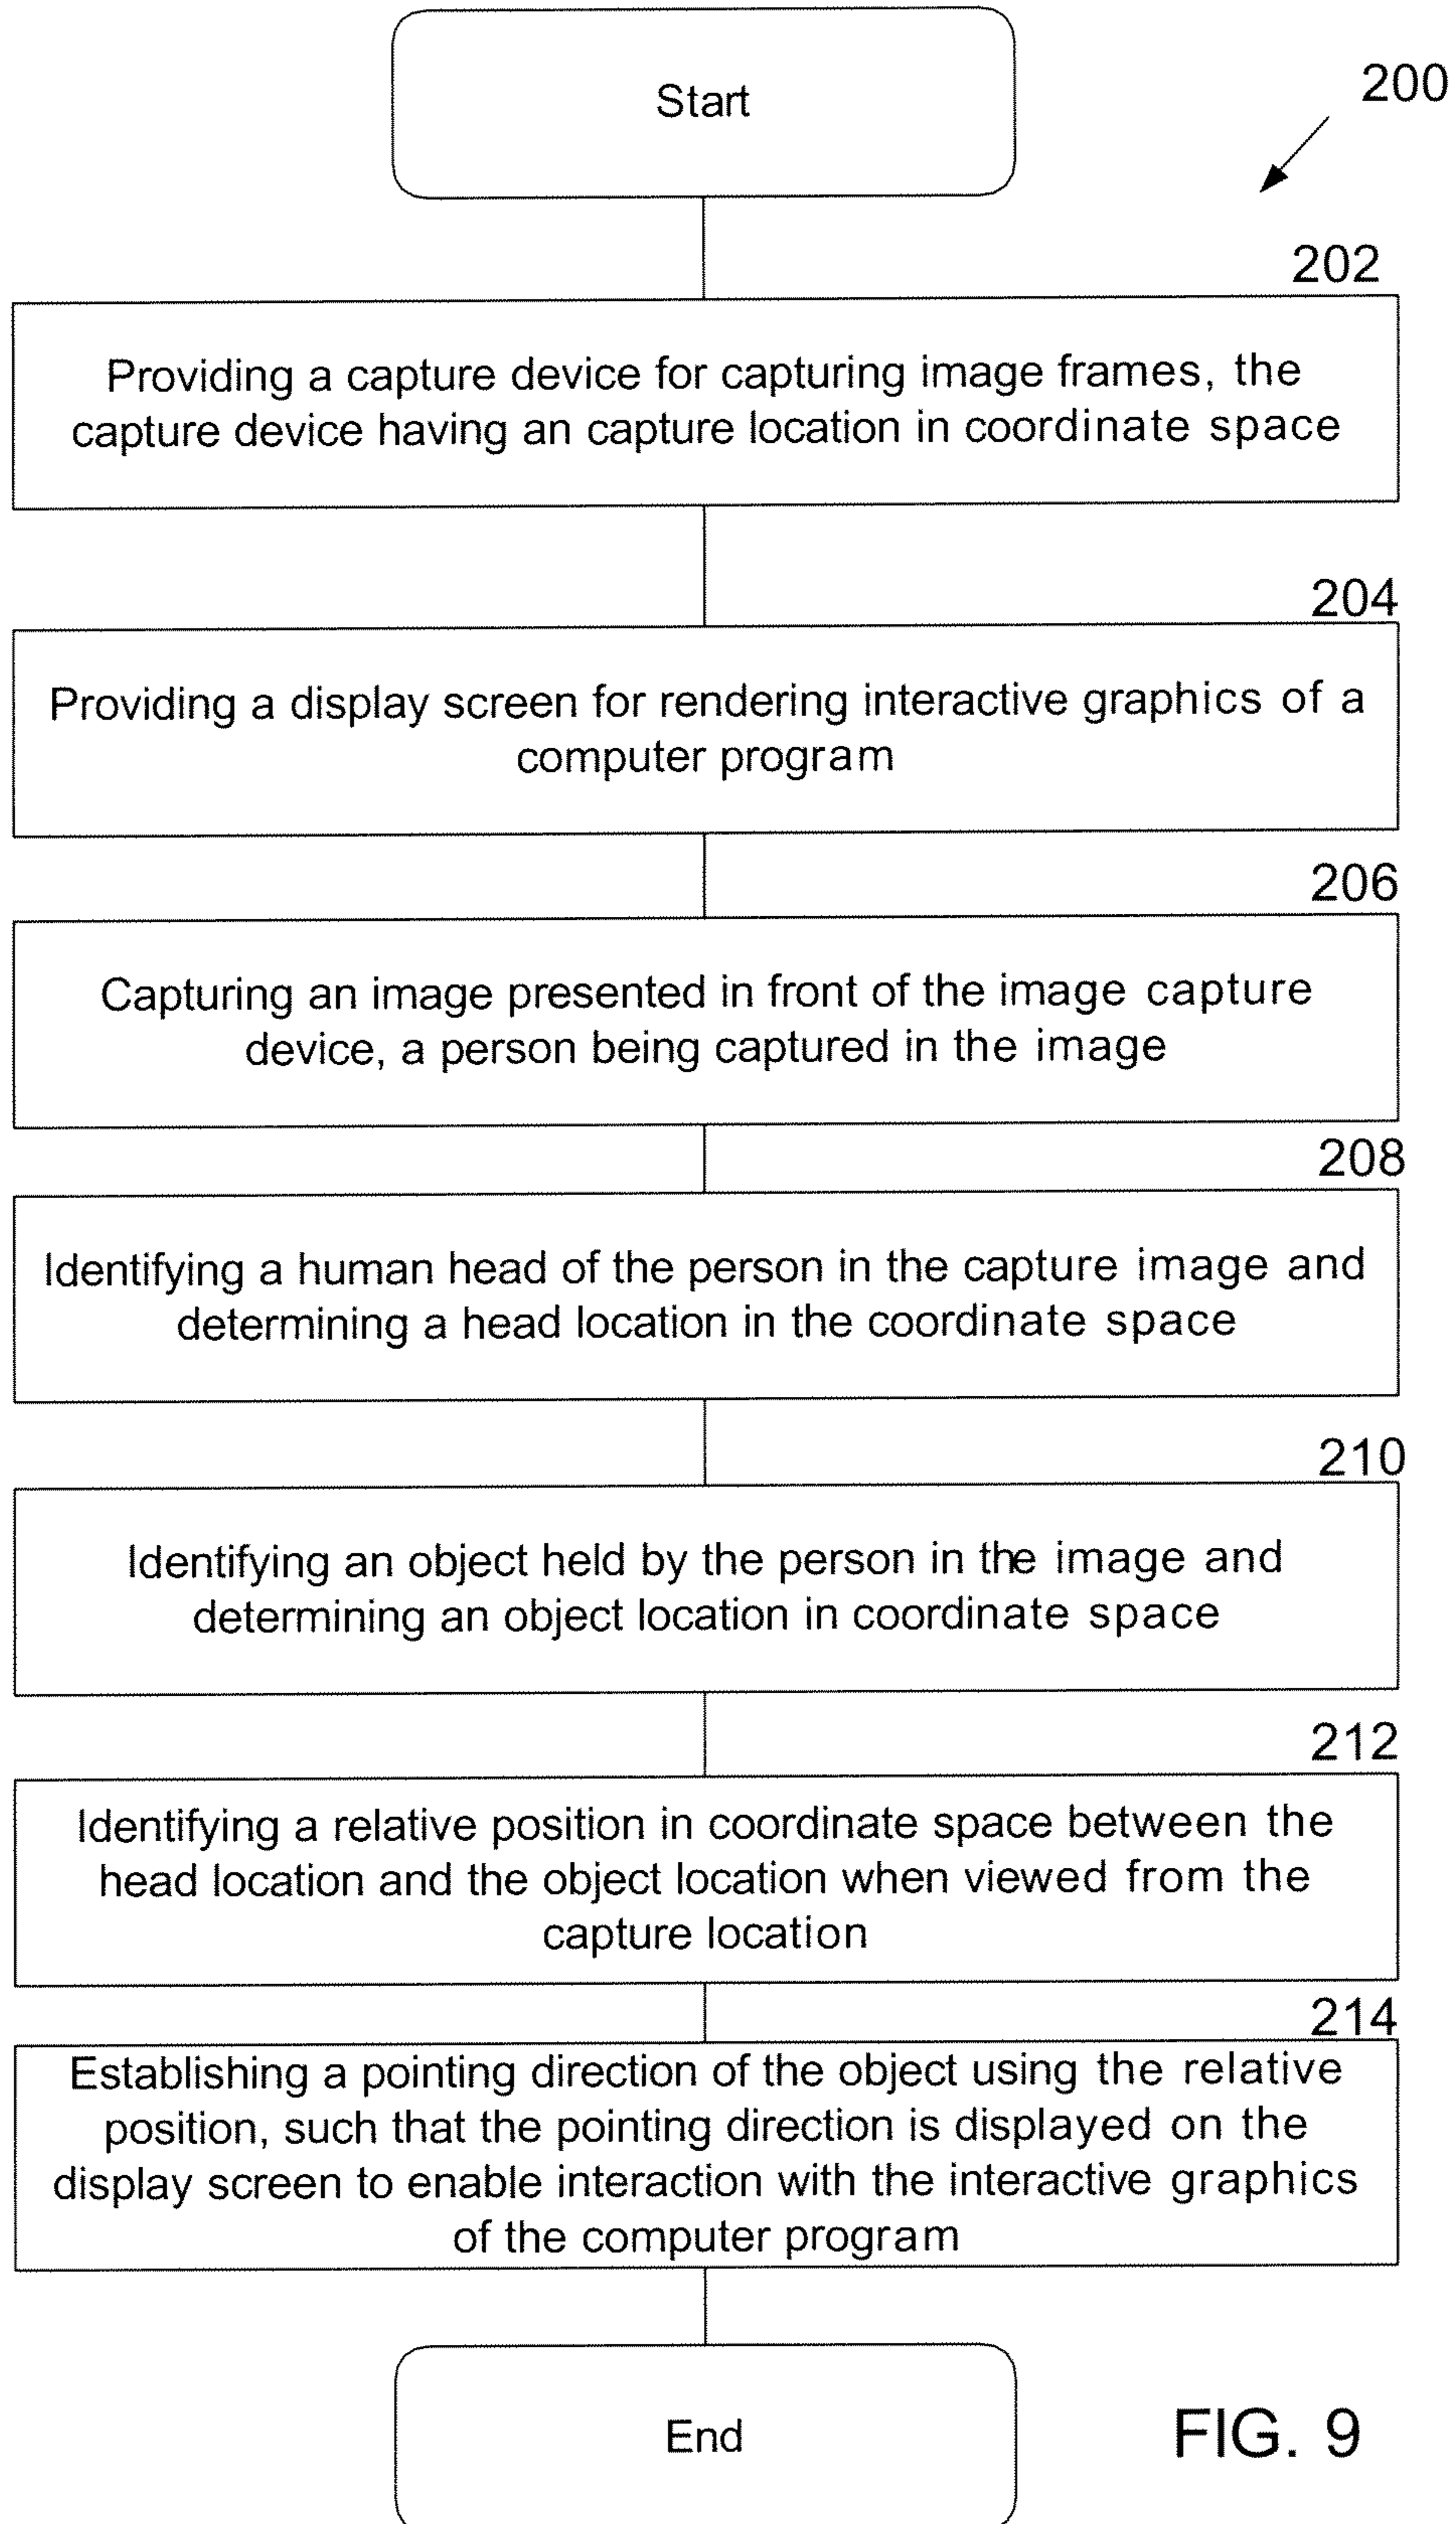 Start
200
202
Providing a capture device for capturing image frames, the
capture device having an capture location in coordinate space
204
Providing a display screen for rendering interactive graphics of a
computer program
206
Capturing an image presented in front of the image capture
device, a person being captured in the image
208
Identifying a human head of the person in the capture image and
determining a head location in the coordinate space
210
Identifying an object held by the person in the image and
determining an object location in coordinate space
212
Identifying a relative position in coordinate space between the
head location and the object location when viewed from the
capture location
214
Establishing a pointing direction of the object using the relative
position, such that the pointing direction is displayed on the
display screen to enable interaction with the interactive graphics
of the computer program
End
FIG. 9